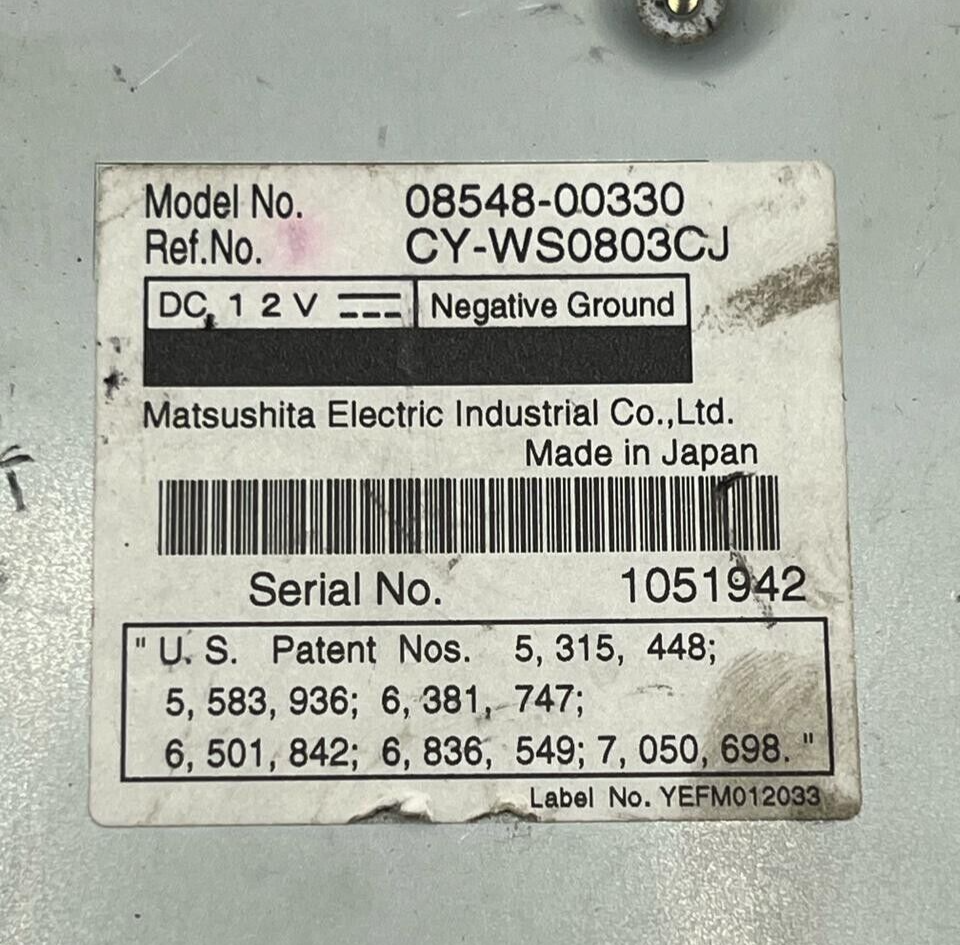 Model No. 08548-00330
Ref.No. CY-WS0803CJ
DC 12V Negative Ground
Matsushita Electric Industrial Co.,Ltd.
Made in Japan
Serial No. 1051942
" U. S. Patent Nos. 5, 315, 448;
5, 583, 936; 6, 381, 747;
6, 501, 842; 6, 836, 549; 7, 050, 698. "
Label No. YEFM012033